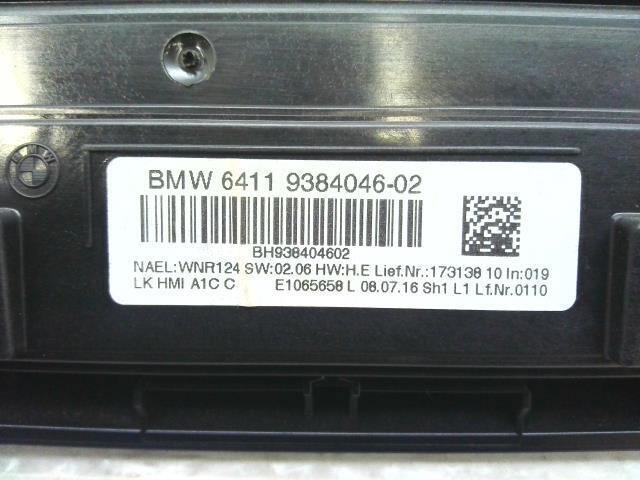 BMW
BMW 6411 9384046-02
BH938404602
NAEL:WNR124 SW:02.06 HW:H.E Lief.Nr.:173138 10 In:019
LK HMI A1C C E1065658 L 08.07.16 Sh1 L1 Lf.Nr.0110